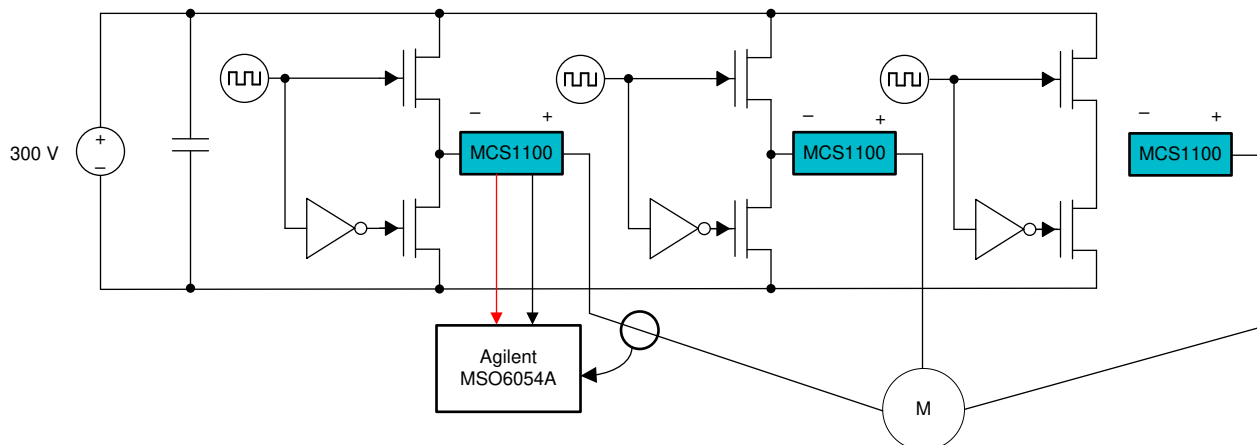 − + − + − +
MCS1100 MCS1100 MCS1100
300 V + −
Agilent
MSO6054A
M